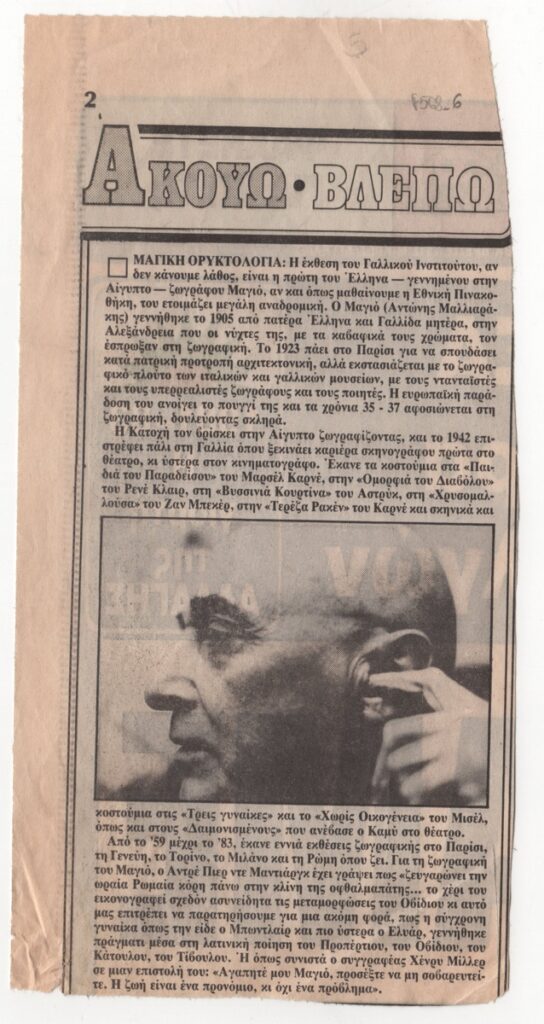 2
ΑΚΟΥΩ • ΒΛΕΠΩ
ΜΑΓΙΚΗ ΟΡΥΚΤΟΛΟΓΙΑ: Η έκθεση του Γαλλικού Ινστιτούτου, αν
δεν κάνουμε λάθος, είναι η πρώτη του Έλληνα — γεννημένου στην
Αίγυπτο — ζωγράφου Μαγιό, αν και όπως μαθαίνουμε η Εθνική Πινακο-
θήκη, του ετοιμάζει μεγάλη αναδρομική. Ο Μαγιό (Αντώνης Μαλλιαρά-
κης) γεννήθηκε το 1905 από πατέρα Έλληνα και Γαλλίδα μητέρα, στην
Αλεξάνδρεια που οι νύχτες της, με τα καβαφικά τους χρώματα, τον
έσπρωξαν στη ζωγραφική. Το 1923 πάει στο Παρίσι για να σπουδάσει
κατά πατρική προτροπή αρχιτεκτονική, αλλά εκστασιάζεται με το ζωγρα-
φικό πλούτο των ιταλικών και γαλλικών μουσείων, με τους ντανταϊστές
και τους υπερρεαλιστές ζωγράφους και τους ποιητές. Η ευρωπαϊκή παρά-
δοση του ανοίγει το πουγγί της και τα χρόνια 35 - 37 αφοσιώνεται στη
ζωγραφική, δουλεύοντας σκληρά.
Η Κατοχή τον βρίσκει στην Αίγυπτο ζωγραφίζοντας, και το 1942 επι-
στρέφει πάλι στη Γαλλία όπου ξεκινάει καριέρα σκηνογράφου πρώτα στο
θέατρο, κι ύστερα στον κινηματογράφο. Έκανε τα κοστούμια στα «Παι-
διά του Παραδείσου» του Μαρσέλ Καρνέ, στην «Ομορφιά του Διαβόλου»
του Ρενέ Κλαιρ, στη «Βυσσινιά Κουρτίνα» του Αστρύκ, στη «Χρυσομαλ-
λούσα» του Ζαν Μπεκέρ, στην «Τερέζα Ρακέν» του Καρνέ και σκηνικά και
κοστούμια στις «Τρεις γυναίκες» και το «Χωρίς Οικογένεια» του Μισέλ,
όπως και στους «Δαιμονισμένους» που ανέβασε ο Καμύ στο θέατρο.
Από το '59 μέχρι το '83, έκανε εννιά εκθέσεις ζωγραφικής στο Παρίσι,
τη Γενεύη, το Τορίνο, το Μιλάνο και τη Ρώμη όπου ζει. Για τη ζωγραφική
του Μαγιό, ο Αντρέ Πιερ ντε Μαντιάργκ έχει γράψει πως «ζευγαρώνει την
ωραία Ρωμαία κόρη πάνω στην κλίνη της οφθαλμαπάτης... το χέρι του
εικονογραφεί σχεδόν ασυνείδητα τις μεταμορφώσεις του Οβίδιου κι αυτό
μας επιτρέπει να παρατηρήσουμε για μια ακόμη φορά, πως η σύγχρονη
γυναίκα όπως την είδε ο Μπωντλαίρ και πιο ύστερα ο Ελυάρ, γεννήθηκε
πράγματι μέσα στη λατινική ποίηση του Προπέρτιου, του Οβίδιου, του
Κάτουλου, του Τίβουλου. Ή όπως συνιστά ο συγγραφέας Χένρυ Μίλλερ
σε μιαν επιστολή του: «Αγαπητέ μου Μαγιό, προσέξτε να μη σοβαρευτεί-
τε. Η ζωή είναι ένα προνόμιο, κι όχι ένα πρόβλημα».